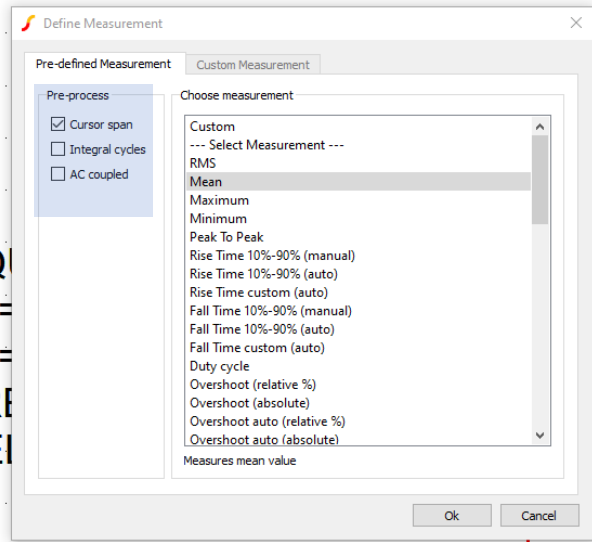 Define Measurement
Pre-defined Measurement
Custom Measurement
Pre-process
Cursor span
Integral cycles
AC coupled
Choose measurement
Custom
--- Select Measurement ---
RMS
Mean
Maximum
Minimum
Peak To Peak
Rise Time 10%-90% (manual)
Rise Time 10%-90% (auto)
Rise Time custom (auto)
Fall Time 10%-90% (manual)
Fall Time 10%-90% (auto)
Fall Time custom (auto)
Duty cycle
Overshoot (relative %)
Overshoot (absolute)
Overshoot auto (relative %)
Overshoot auto (absolute)
Measures mean value
Ok
Cancel